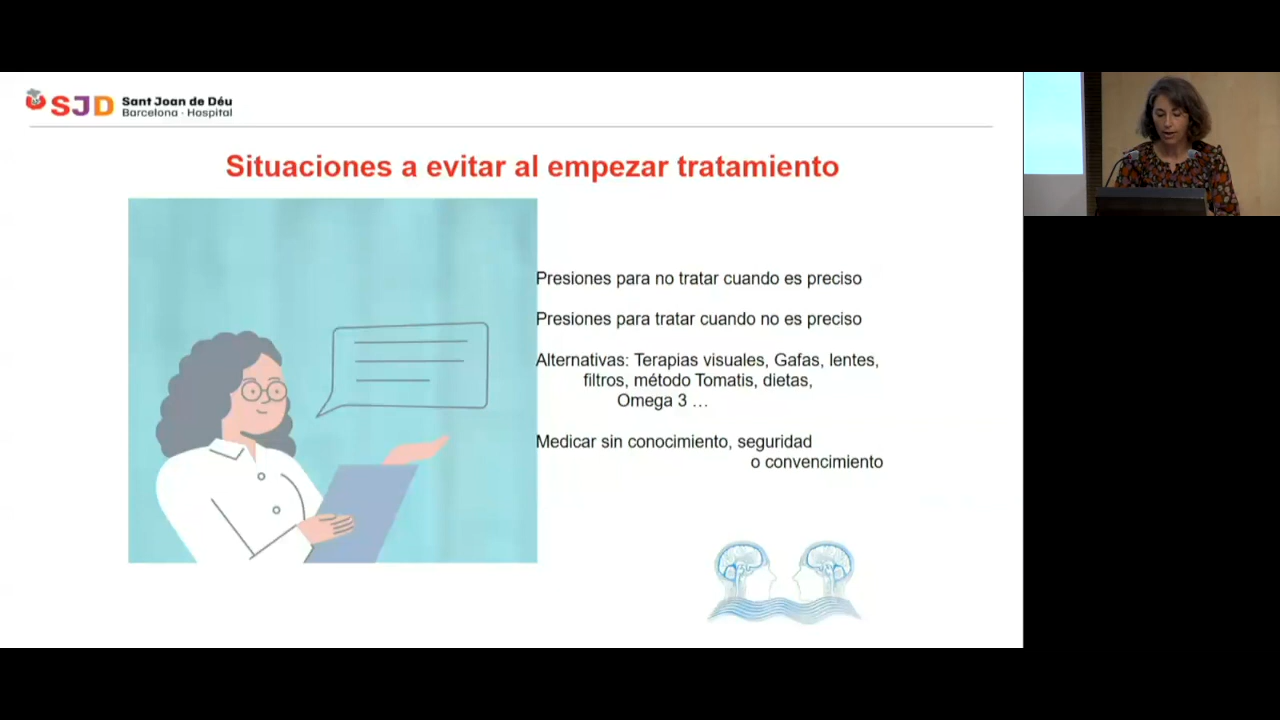 SJD Sant Joan de Déu
Barcelona · Hospital
Situaciones a evitar al empezar tratamiento
Presiones para no tratar cuando es preciso
Presiones para tratar cuando no es preciso
Alternativas: Terapias visuales, Gafas, lentes,
filtros, método Tomatis, dietas,
Omega 3 ...
Medicar sin conocimiento, seguridad
o convencimiento